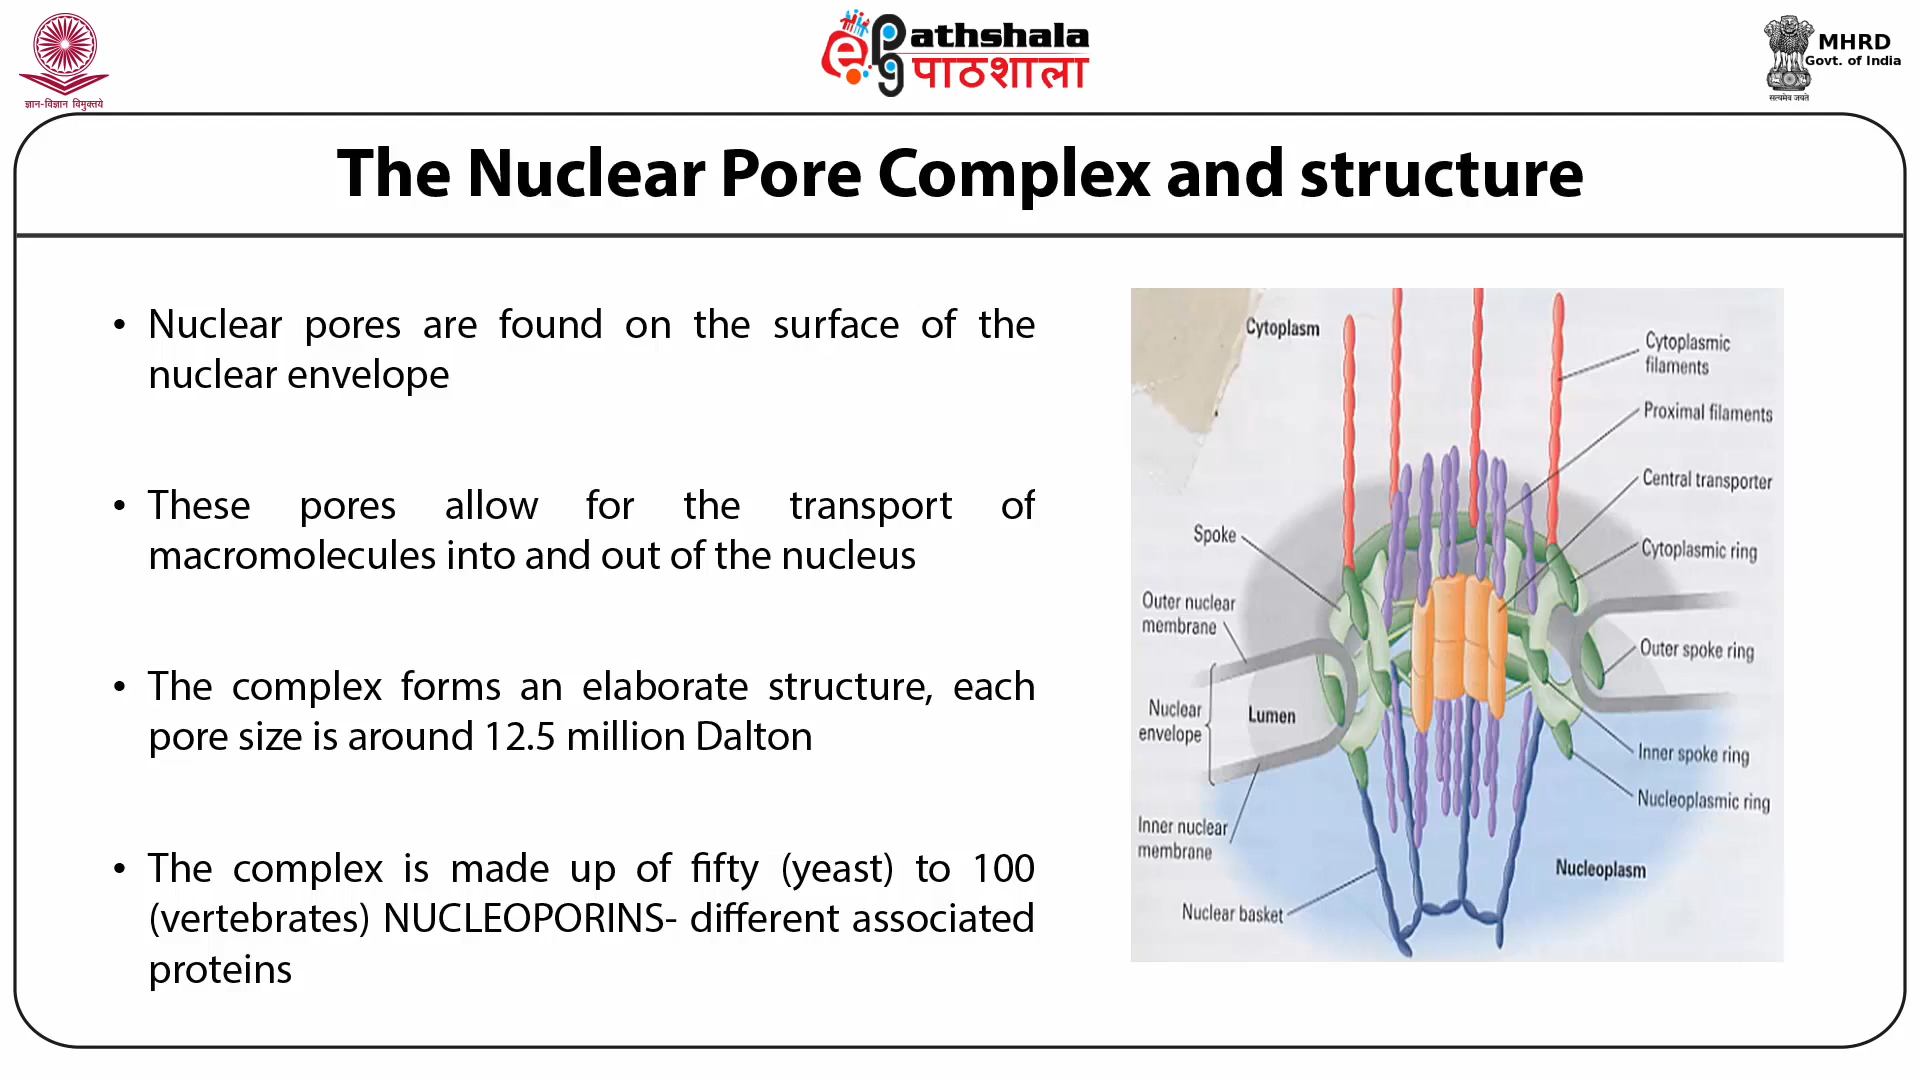 ज्ञान-विज्ञान विमुक्तये
ePathshala
पाठशाला
MHRD
Govt. of India
सत्यमेव जयते
The Nuclear Pore Complex and structure
• Nuclear pores are found on the surface of the
nuclear envelope
• These pores allow for the transport of
macromolecules into and out of the nucleus
• The complex forms an elaborate structure, each
pore size is around 12.5 million Dalton
• The complex is made up of fifty (yeast) to 100
(vertebrates) NUCLEOPORINS- different associated
proteins
Cytoplasm
Cytoplasmic
filaments
Proximal filaments
Central transporter
Spoke
Cytoplasmic ring
Outer nuclear
membrane
Outer spoke ring
Nuclear
envelope
Lumen
Inner spoke ring
Nucleoplasmic ring
Inner nuclear
membrane
Nucleoplasm
Nuclear basket